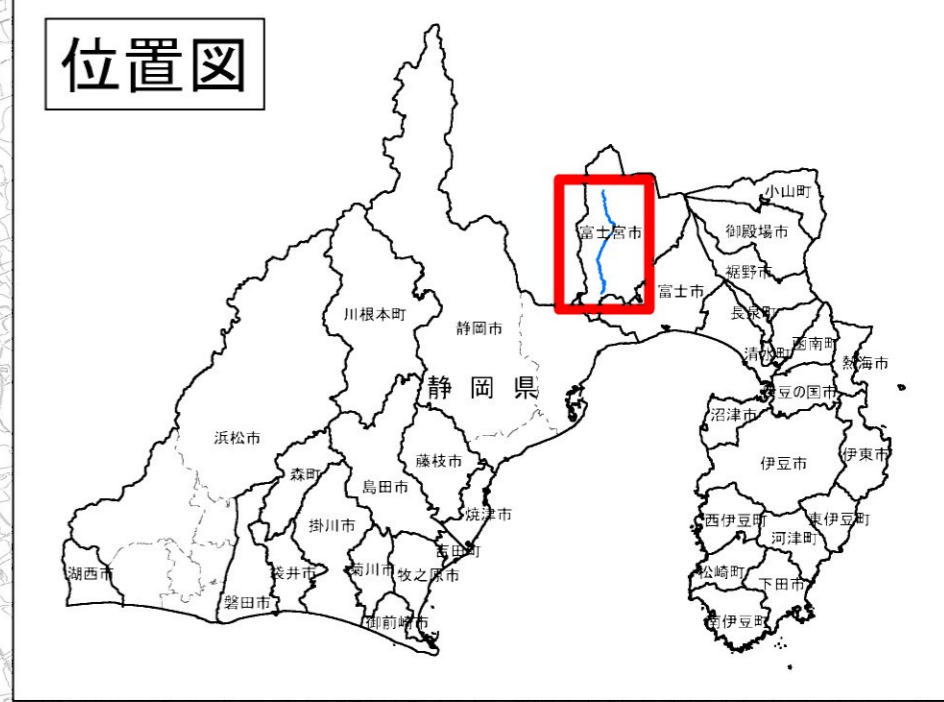 位置図
小山町
富士宮市
御殿場市
裾野市
富士市
長泉町
川根本町
静岡市
清水町
函南町
熱海市
静岡県
伊豆の国市
沼津市
浜松市
藤枝市
伊豆市
伊東市
森町
島田市
掛川市
焼津市
西伊豆町
東伊豆町
河津町
吉田町
湖西市
袋井市
菊川市
牧之原市
松崎町
下田市
磐田市
御前崎市
南伊豆町